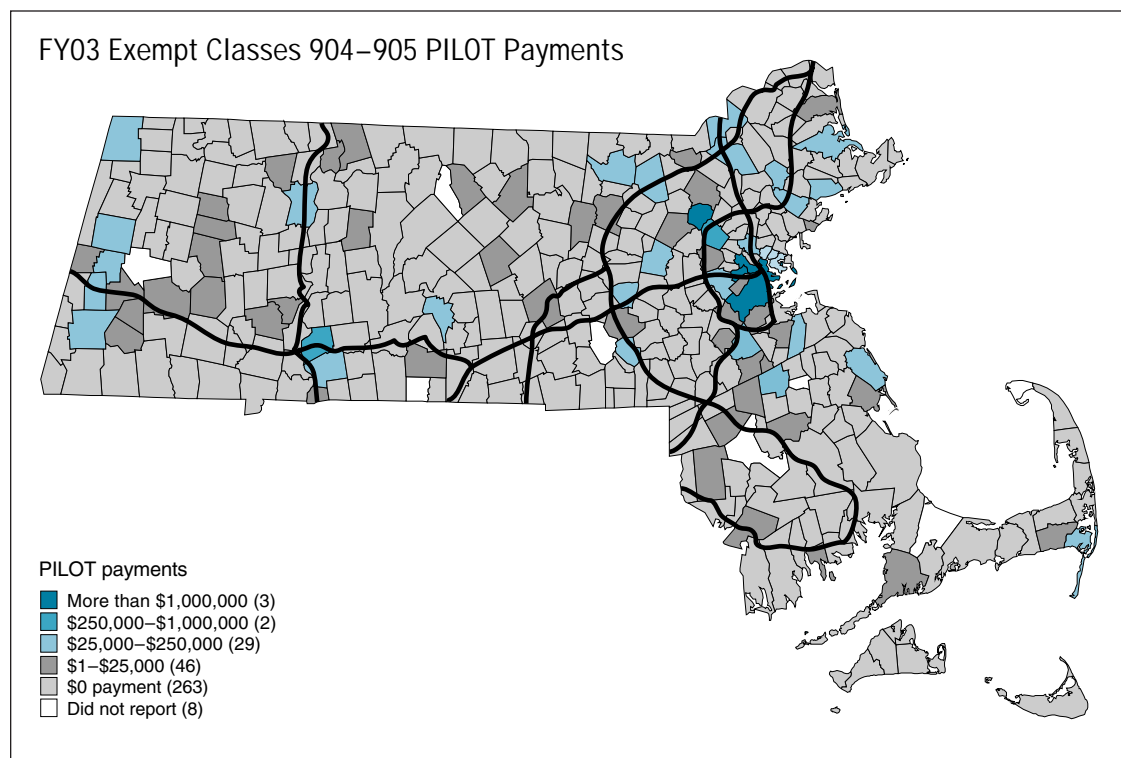 FY03 Exempt Classes 904–905 PILOT Payments
PILOT payments
More than $1,000,000 (3)
$250,000–$1,000,000 (2)
$25,000–$250,000 (29)
$1–$25,000 (46)
$0 payment (263)
Did not report (8)